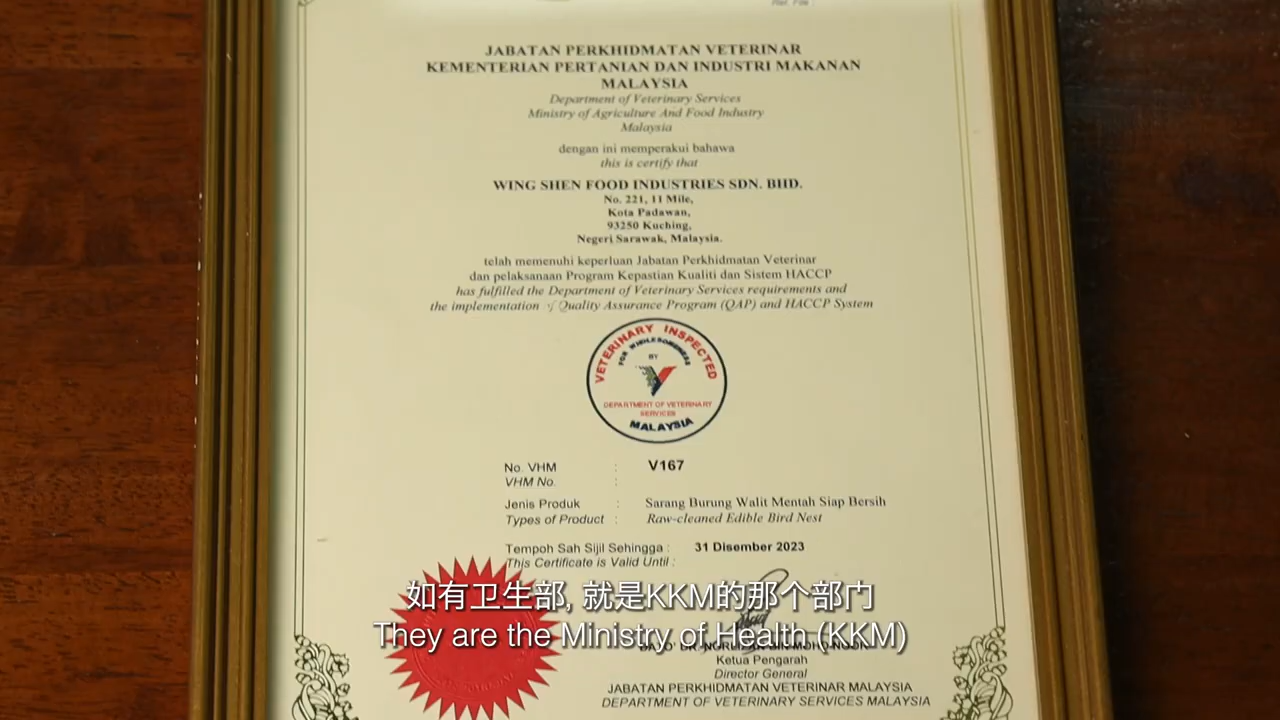 JABATAN PERKHIDMATAN VETERINAR
KEMENTERIAN PERTANIAN DAN INDUSTRI MAKANAN
MALAYSIA
Department of Veterinary Services
Ministry of Agriculture And Food Industry
Malaysia
dengan ini memperakui bahawa
this is certify that
WING SHEN FOOD INDUSTRIES SDN. BHD.
No. 221, 11 Mile,
Kota Padawan,
93250 Kuching,
Negeri Sarawak, Malaysia.
telah memenuhi keperluan Jabatan Perkhidmatan Veterinar
dan pelaksanaan Program Kepastian Kualiti dan Sistem HACCP
has fulfilled the Department of Veterinary Services requirements and
the implementation of Quality Assurance Program (QAP) and HACCP System
VETERINARY INSPECTED
FOR WHOLESOMENESS
BY
DEPARTMENT OF VETERINARY
SERVICES
MALAYSIA
No. VHM : V167
VHM No. :
Jenis Produk : Sarang Burung Walit Mentah Siap Bersih
Types of Product : Raw-cleaned Edible Bird Nest
Tempoh Sah Sijil Sehingga : 31 Disember 2023
This Certificate is Valid Until :
如有卫生部, 就是KKM的那个部门
They are the Ministry of Health (KKM)
Ketua Pengarah
Director General
JABATAN PERKHIDMATAN VETERINAR MALAYSIA
DEPARTMENT OF VETERINARY SERVICES MALAYSIA